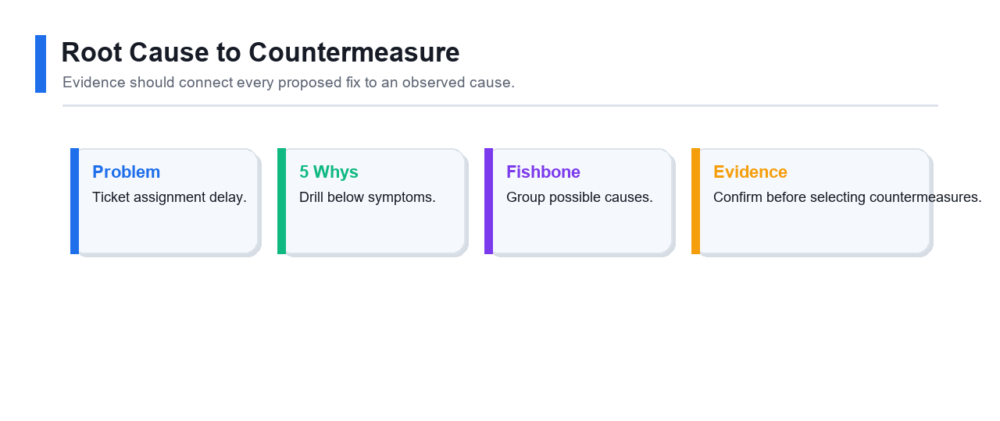 Root Cause to Countermeasure
Evidence should connect every proposed fix to an observed cause.
Problem
Ticket assignment delay.
5 Whys
Drill below symptoms.
Fishbone
Group possible causes.
Evidence
Confirm before selecting countermeasures.